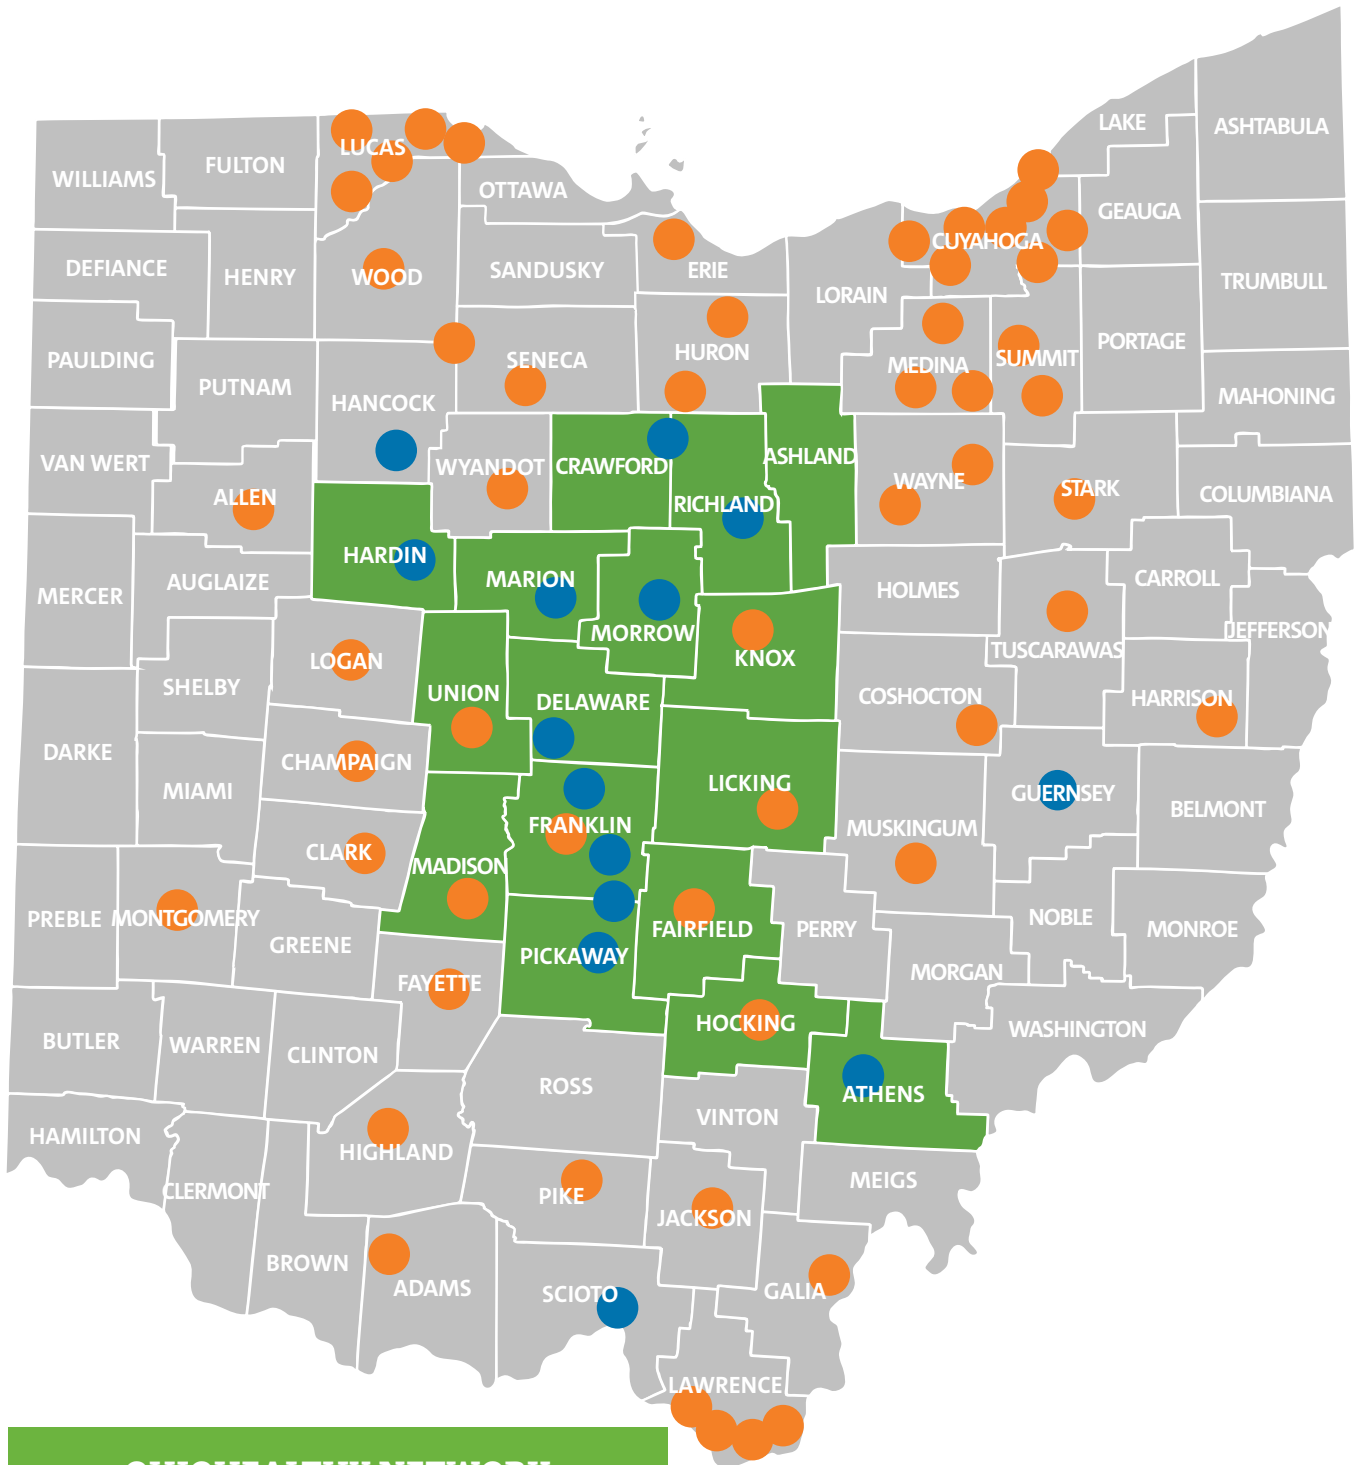 LAKE
ASHTABULA
LUCAS
FULTON
WILLIAMS
OTTAWA
GEAUGA
CUYAHOGA
DEFIANCE
HENRY
WOOD
SANDUSKY
ERIE
LORAIN
TRUMBULL
PAULDING
PUTNAM
SENECA
HURON
MEDINA
SUMMIT
PORTAGE
HANCOCK
MAHONING
VAN WERT
WYANDOT
CRAWFORD
ASHLAND
ALLEN
RICHLAND
WAYNE
STARK
COLUMBIANA
HARDIN
MARION
AUGLAIZE
MERCER
HOLMES
CARROLL
MORROW
KNOX
TUSCARAWAS
JEFFERSON
LOGAN
SHELBY
UNION
DELAWARE
COSHOCTON
HARRISON
DARKE
CHAMPAIGN
MIAMI
LICKING
GUERNSEY
BELMONT
FRANKLIN
MUSKINGUM
CLARK
MADISON
PREBLE
MONTGOMERY
GREENE
FAIRFIELD
PERRY
NOBLE
MONROE
PICKAWAY
FAYETTE
MORGAN
HOCKING
WASHINGTON
BUTLER
WARREN
CLINTON
ROSS
ATHENS
VINTON
HAMILTON
HIGHLAND
CLERMONT
PIKE
JACKSON
MEIGS
BROWN
ADAMS
SCIOTO
GALIA
LAWRENCE